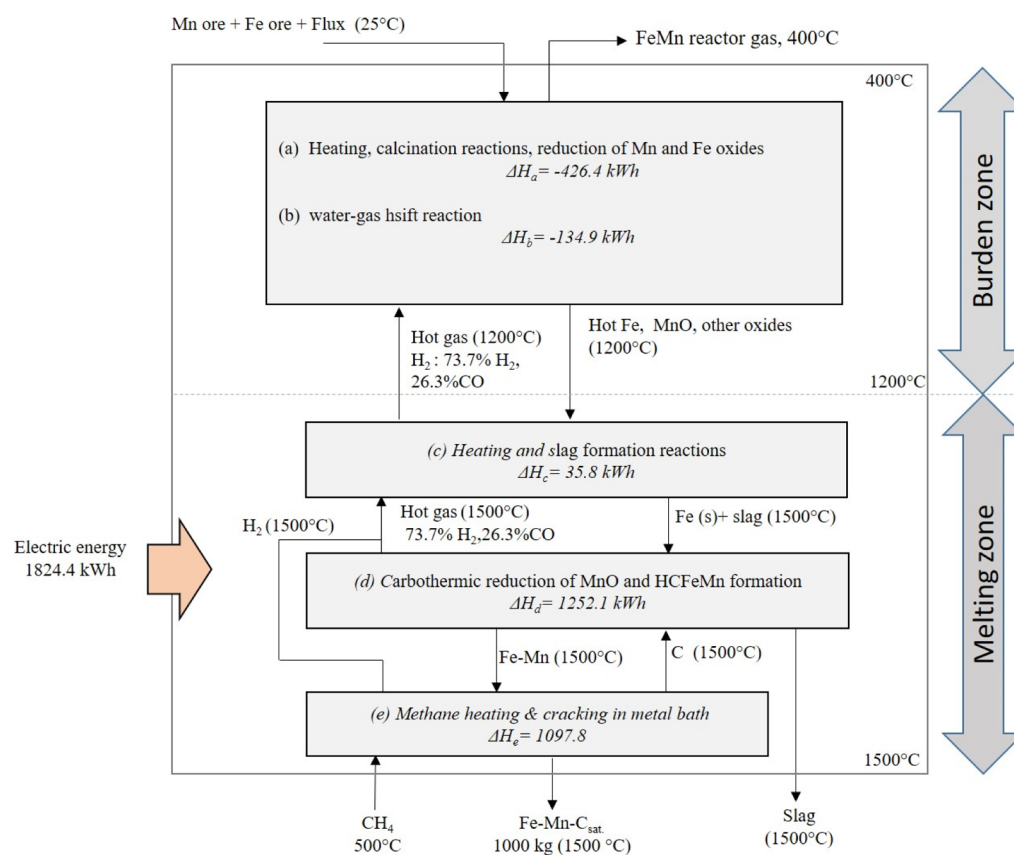 Mn ore + Fe ore + Flux (25°C)
FeMn reactor gas, 400°C
400°C
(a) Heating, calcination reactions, reduction of Mn and Fe oxides
ΔHₐ= -426.4 kWh
(b) water-gas hsift reaction
ΔH_b= -134.9 kWh
Burden zone
Hot gas (1200°C)
H₂ : 73.7% H₂,
26.3%CO
Hot Fe, MnO, other oxides
(1200°C)
1200°C
(c) Heating and slag formation reactions
ΔH_c= 35.8 kWh
H₂ (1500°C)
Hot gas (1500°C)
73.7% H₂,26.3%CO
Fe (s)+ slag (1500°C)
Electric energy
1824.4 kWh
(d) Carbothermic reduction of MnO and HCFeMn formation
ΔH_d= 1252.1 kWh
Melting zone
Fe-Mn (1500°C)
C (1500°C)
(e) Methane heating & cracking in metal bath
ΔHₑ= 1097.8
1500°C
CH₄
500°C
Fe-Mn-C_sat.
1000 kg (1500 °C)
Slag
(1500°C)